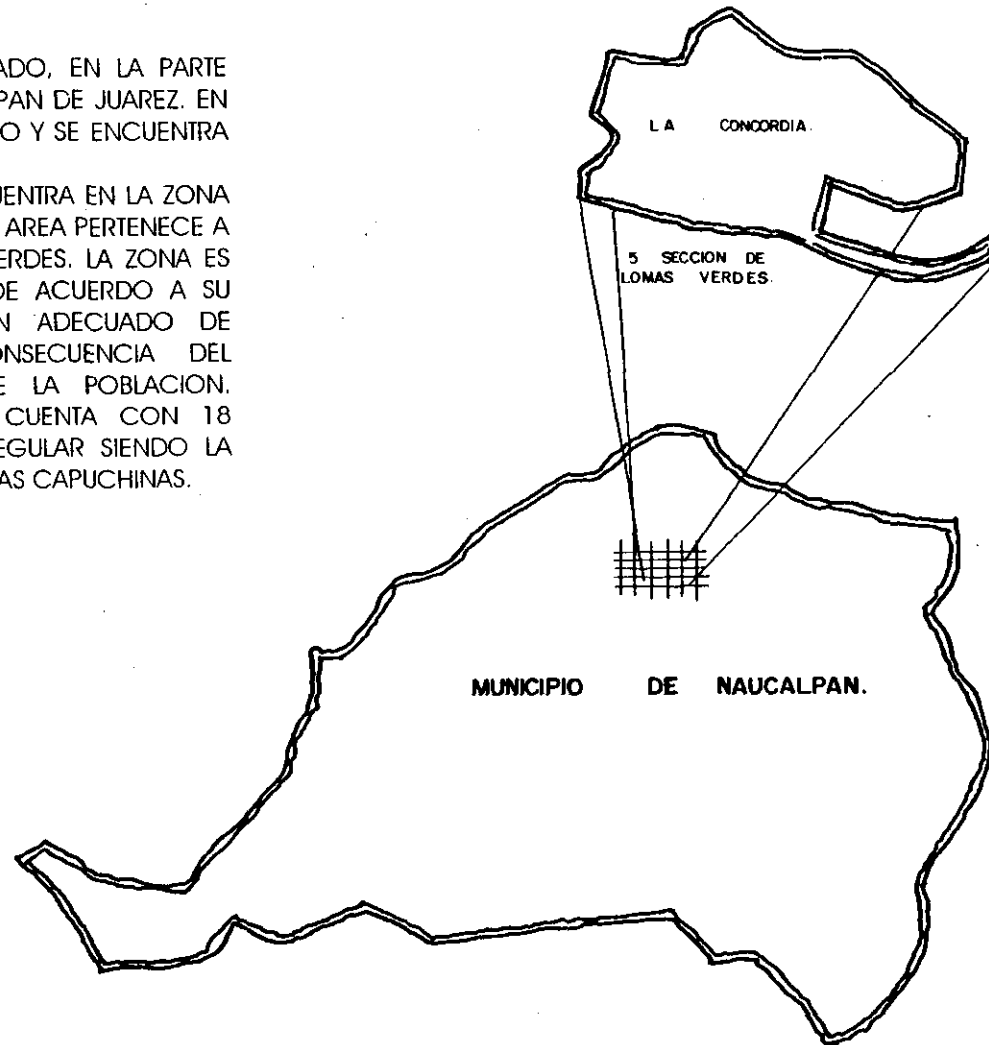 ADO, EN LA PARTE
PAN DE JUAREZ. EN
O Y SE ENCUENTRA
UENTRA EN LA ZONA
AREA PERTENECE A
ERDES. LA ZONA ES
DE ACUERDO A SU
N ADECUADO DE
ONSECUENCIA DEL
E LA POBLACION.
CUENTA CON 18
EGULAR SIENDO LA
AS CAPUCHINAS.
LA CONCORDIA.
5 SECCION DE
LOMAS VERDES.
MUNICIPIO DE NAUCALPAN.